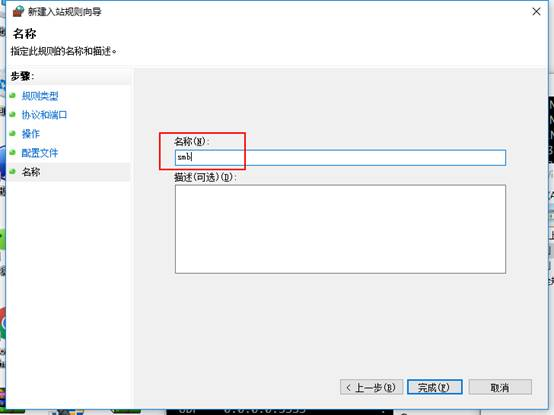 新建入站规则向导
名称
指定此规则的名称和描述。
步骤:
规则类型
协议和端口
操作
配置文件
名称
名称(N):
smb
描述(可选)(D):
< 上一步(B)
完成(F)
取消